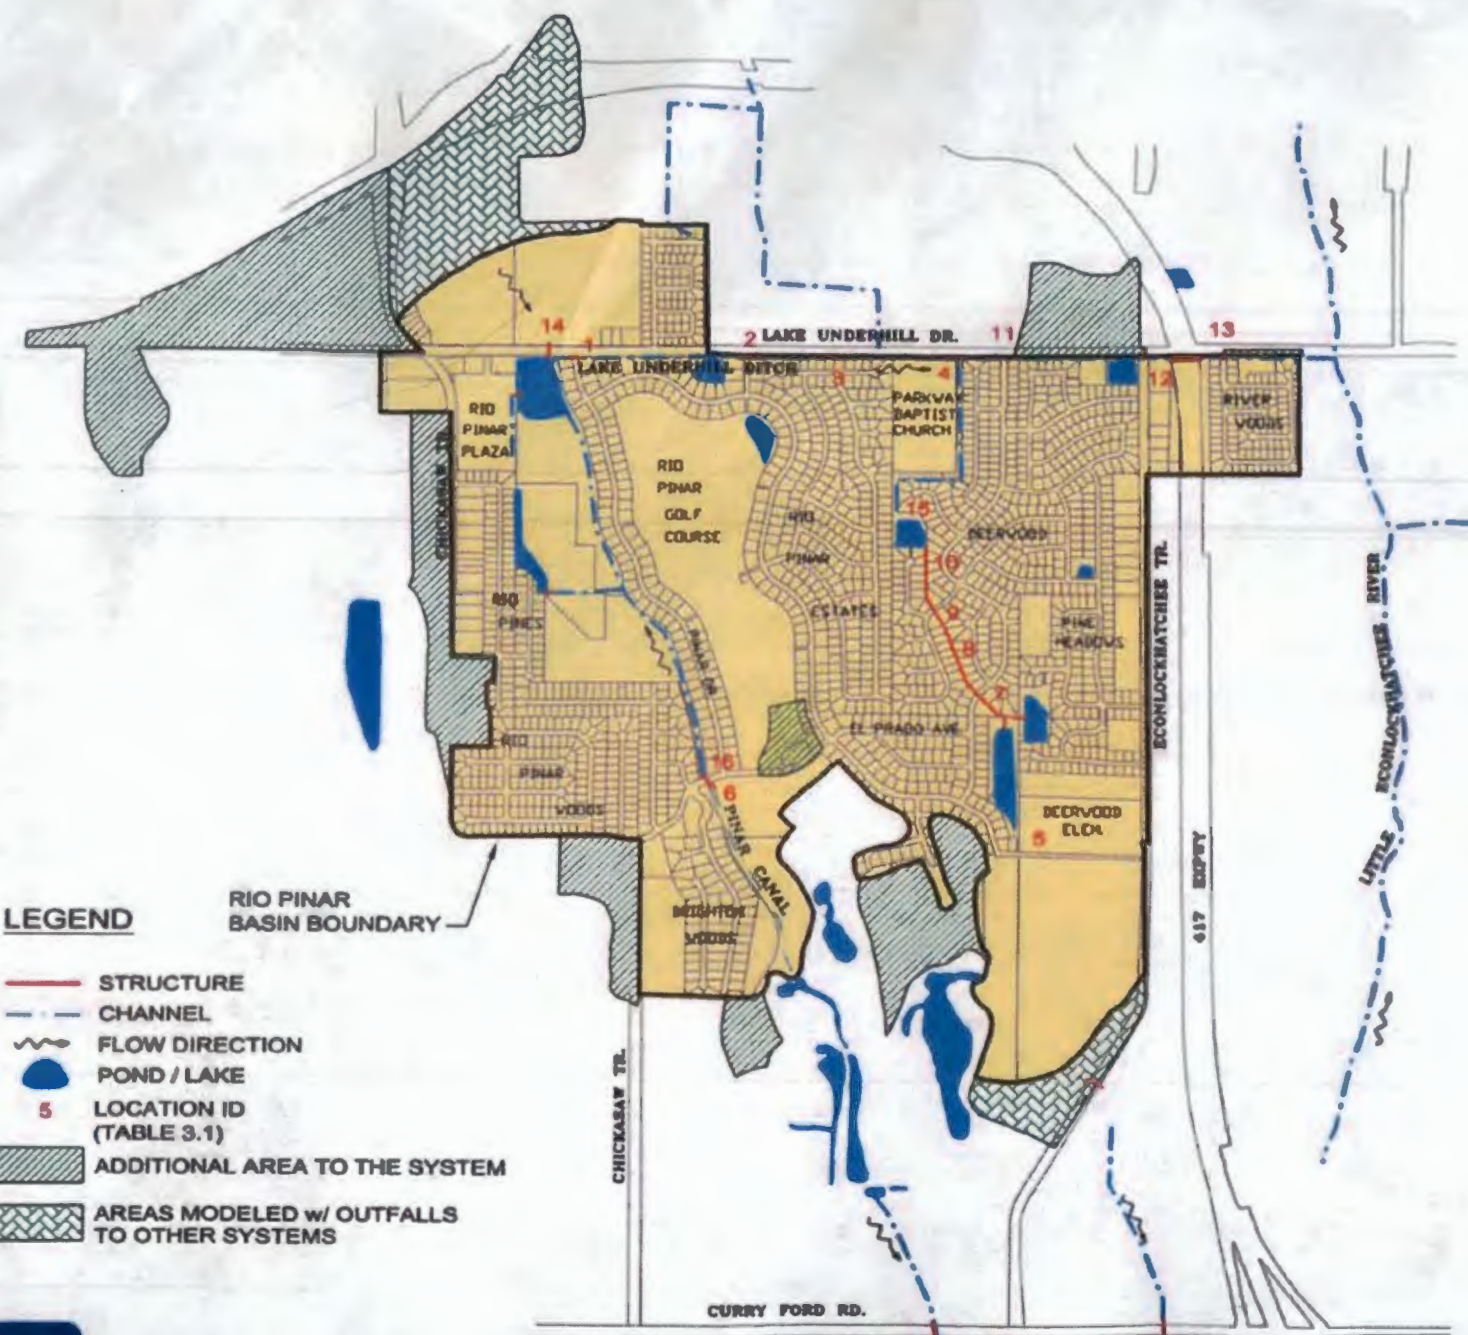 14
1
2
LAKE UNDERHILL DR.
11
13
LAKE UNDERHILL DITCH
3
4
12
RIO
PINAR
PLAZA
PARKWAY
BAPTIST
CHURCH
RIVER
WOODS
CHICKASAW TR.
RIO
PINAR
GOLF
COURSE
RIO
PINAR
ESTATES
15
DEERWOOD
10
9
8
7
RIO
PINES
PINE
MEADOWS
PINAR DR.
EL PRADO AVE.
ECONLOCKHATCHEE TR.
LITTLE ECONLOCKHATCHEE RIVER
RIO
PINAR
WOODS
16
6
PINAR CANAL
DEERWOOD
ELEM.
5
BRIGHTON
WOODS
417 EXPWY
RIO PINAR
BASIN BOUNDARY
LEGEND
STRUCTURE
CHANNEL
FLOW DIRECTION
POND / LAKE
5 LOCATION ID
(TABLE 3.1)
ADDITIONAL AREA TO THE SYSTEM
AREAS MODELED w/ OUTFALLS
TO OTHER SYSTEMS
CHICKASAW TR.
CURRY FORD RD.